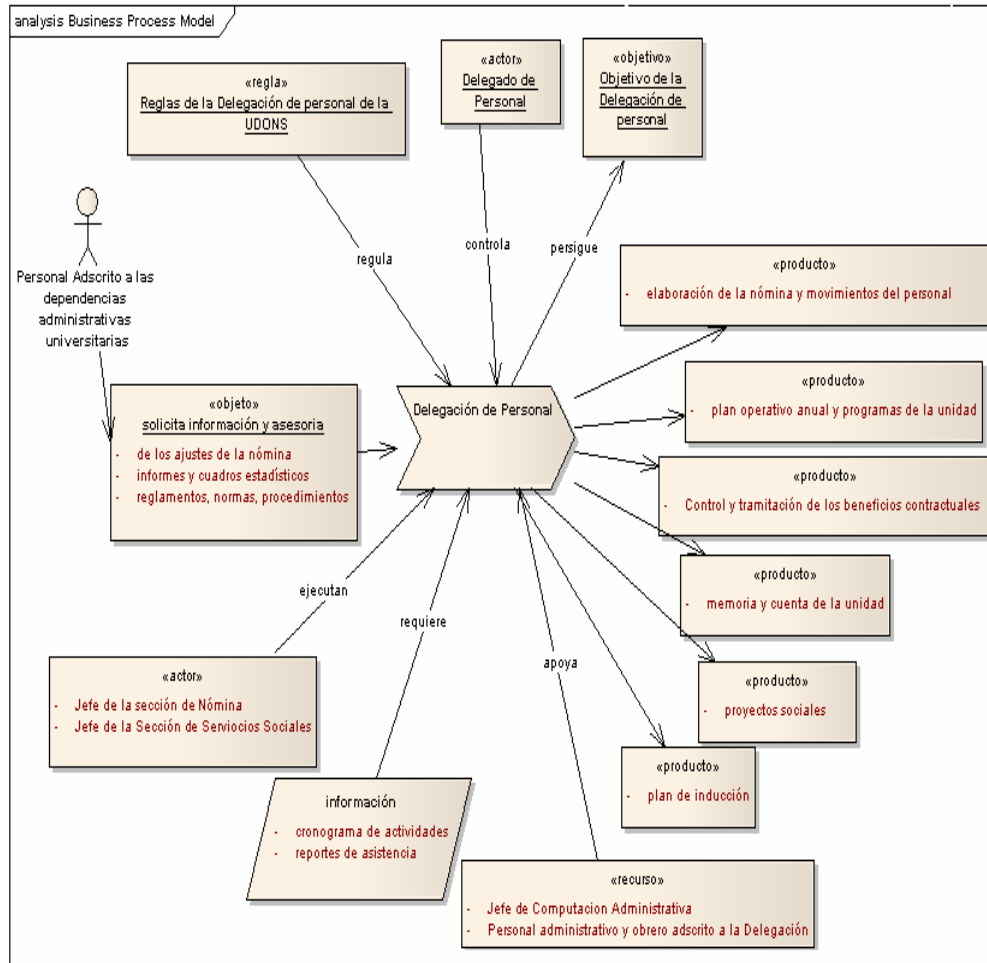 analysis Business Process Model
«regla»
Reglas de la Delegación de personal de la
UDONS
«actor»
Delegado de
Personal
«objetivo»
Objetivo de la
Delegación de
personal
regula
controla
persigue
Personal Adscrito a las
dependencias
administrativas
universitarias
«objeto»
solicita información y asesoria
- de los ajustes de la nómina
- informes y cuadros estadísticos
- reglamentos, normas, procedimientos
Delegación de Personal
«producto»
- elaboración de la nómina y movimientos del personal
«producto»
- plan operativo anual y programas de la unidad
«producto»
- Control y tramitación de los beneficios contractuales
«producto»
- memoria y cuenta de la unidad
«producto»
- proyectos sociales
«producto»
- plan de inducción
ejecutan
requiere
apoya
«actor»
- Jefe de la sección de Nómina
- Jefe de la Sección de Serviocios Sociales
información
- cronograma de actividades
- reportes de asistencia
«recurso»
- Jefe de Computacion Administrativa
- Personal administrativo y obrero adscrito a la Delegación